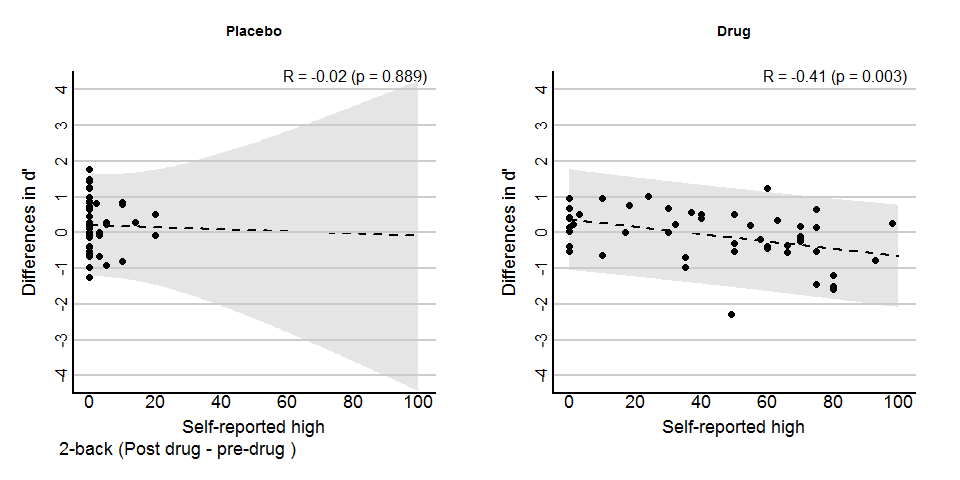 Placebo
R = -0.02 (p = 0.889)
4
3
2
1
0
-1
-2
-3
-4
Differences in d'
0 20 40 60 80 100
Self-reported high
2-back (Post drug - pre-drug )
Drug
R = -0.41 (p = 0.003)
4
3
2
1
0
-1
-2
-3
-4
Differences in d'
0 20 40 60 80 100
Self-reported high